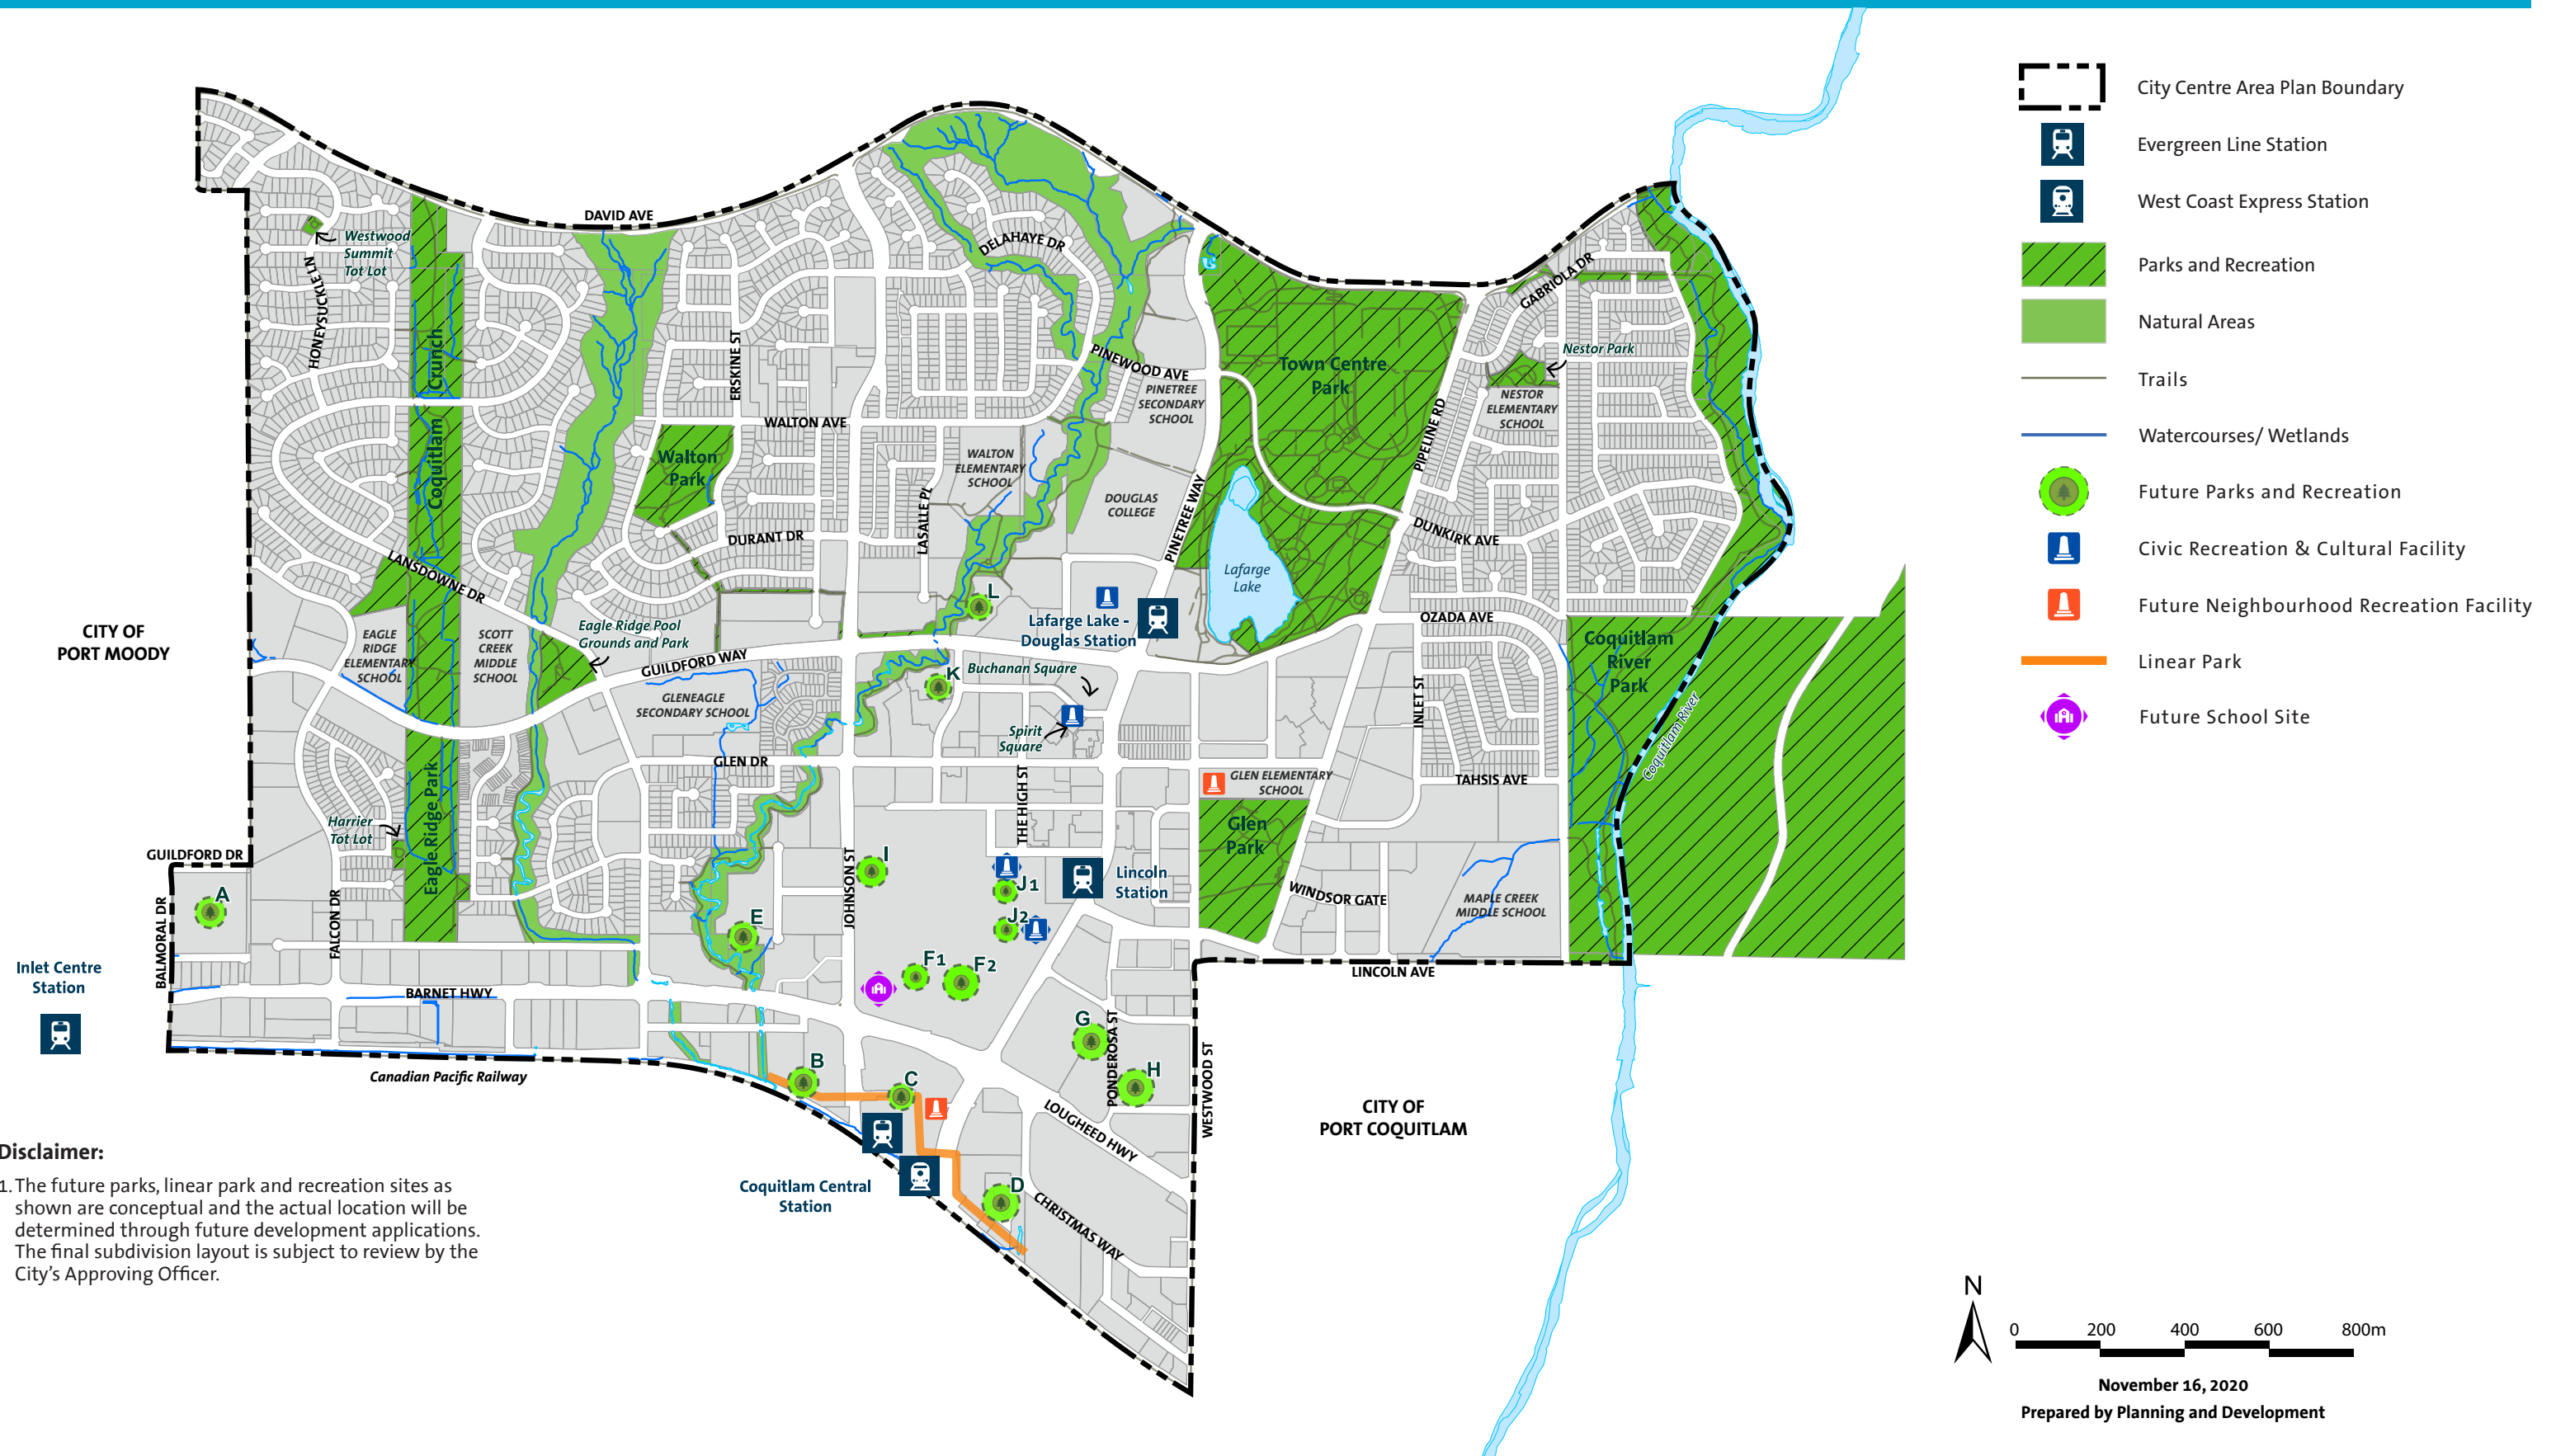 City Centre Area Plan Boundary
Evergreen Line Station
West Coast Express Station
Parks and Recreation
Natural Areas
Trails
Watercourses/ Wetlands
Future Parks and Recreation
Civic Recreation & Cultural Facility
Future Neighbourhood Recreation Facility
Linear Park
Future School Site
DAVID AVE
Westwood
Summit
Tot Lot
HONEYSUCKLE LN
Coquitlam Crunch
ERSKINE ST
DELAHAYE DR
PINEWOOD AVE
PINETREE
SECONDARY
SCHOOL
Town Centre
Park
GABRIOLA DR
Nestor Park
NESTOR
ELEMENTARY
SCHOOL
PIPELINE RD
WALTON AVE
Walton
Park
WALTON
ELEMENTARY
SCHOOL
DOUGLAS
COLLEGE
PINETREE WAY
LASALLE PL
DURANT DR
DUNKIRK AVE
LANSDOWNE DR
Lafarge
Lake
L
CITY OF
PORT MOODY
EAGLE
RIDGE
ELEMENTARY
SCHOOL
SCOTT
CREEK
MIDDLE
SCHOOL
Eagle Ridge Pool
Grounds and Park
GUILDFORD WAY
Lafarge Lake -
Douglas Station
OZADA AVE
Coquitlam
River
Park
K
Buchanan Square
GLENEAGLE
SECONDARY SCHOOL
Spirit
Square
INLET ST
Coquitlam River
GLEN DR
THE HIGH ST
GLEN ELEMENTARY
SCHOOL
TAHSIS AVE
Harrier
Tot Lot
Eagle Ridge Park
Glen
Park
GUILDFORD DR
JOHNSON ST
I
J1
Lincoln
Station
WINDSOR GATE
MAPLE CREEK
MIDDLE SCHOOL
A
BALMORAL DR
FALCON DR
E
J2
F1
F2
Inlet Centre
Station
BARNET HWY
LINCOLN AVE
G
PONDEROSA ST
H
WESTWOOD ST
B
C
Canadian Pacific Railway
LOUGHEED HWY
CITY OF
PORT COQUITLAM
Coquitlam Central
Station
D
CHRISTMAS WAY
Disclaimer:
1. The future parks, linear park and recreation sites as
shown are conceptual and the actual location will be
determined through future development applications.
The final subdivision layout is subject to review by the
City's Approving Officer.
N
0 200 400 600 800m
November 16, 2020
Prepared by Planning and Development